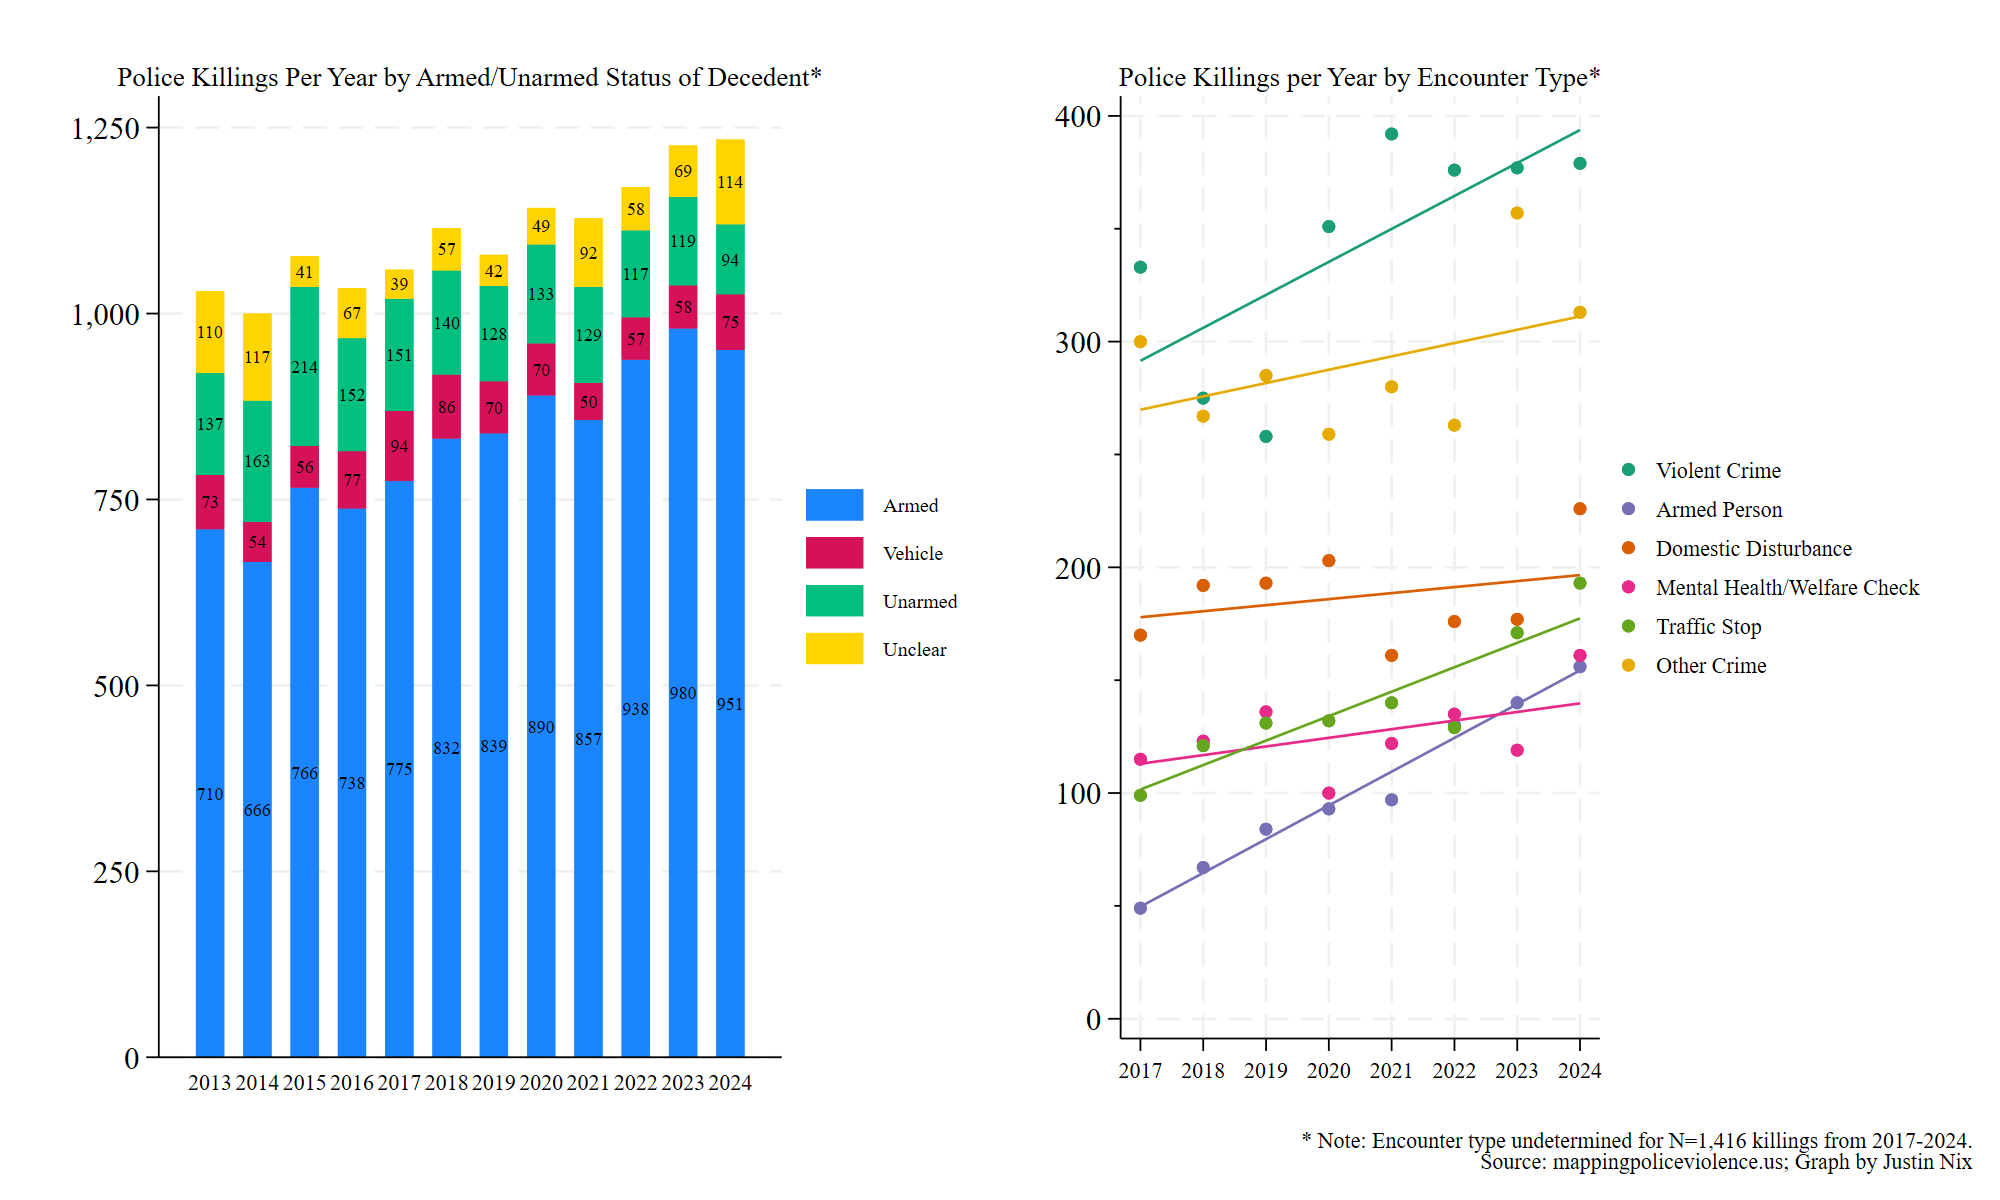 Police Killings Per Year by Armed/Unarmed Status of Decedent*
1,250
1,000
750
500
250
0
110 117 41 67 39 57 42 49 92 58 69 114
137 163 214 152 151 140 128 133 129 117 119 94
73 54 56 77 94 86 70 70 50 57 58 75
710 666 766 738 775 832 839 890 857 938 980 951
2013 2014 2015 2016 2017 2018 2019 2020 2021 2022 2023 2024
Armed
Vehicle
Unarmed
Unclear
Police Killings per Year by Encounter Type*
400
300
200
100
0
2017 2018 2019 2020 2021 2022 2023 2024
Violent Crime
Armed Person
Domestic Disturbance
Mental Health/Welfare Check
Traffic Stop
Other Crime
* Note: Encounter type undetermined for N=1,416 killings from 2017-2024.
Source: mappingpoliceviolence.us; Graph by Justin Nix